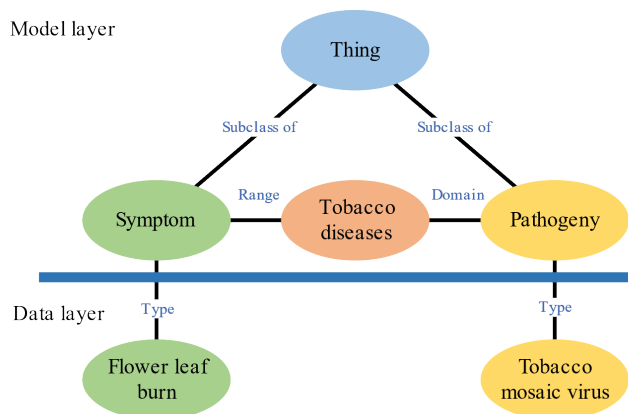 Model layer
Thing
Subclass of
Subclass of
Range
Domain
Symptom
Tobacco
diseases
Pathogeny
Data layer
Type
Type
Flower leaf
burn
Tobacco
mosaic virus